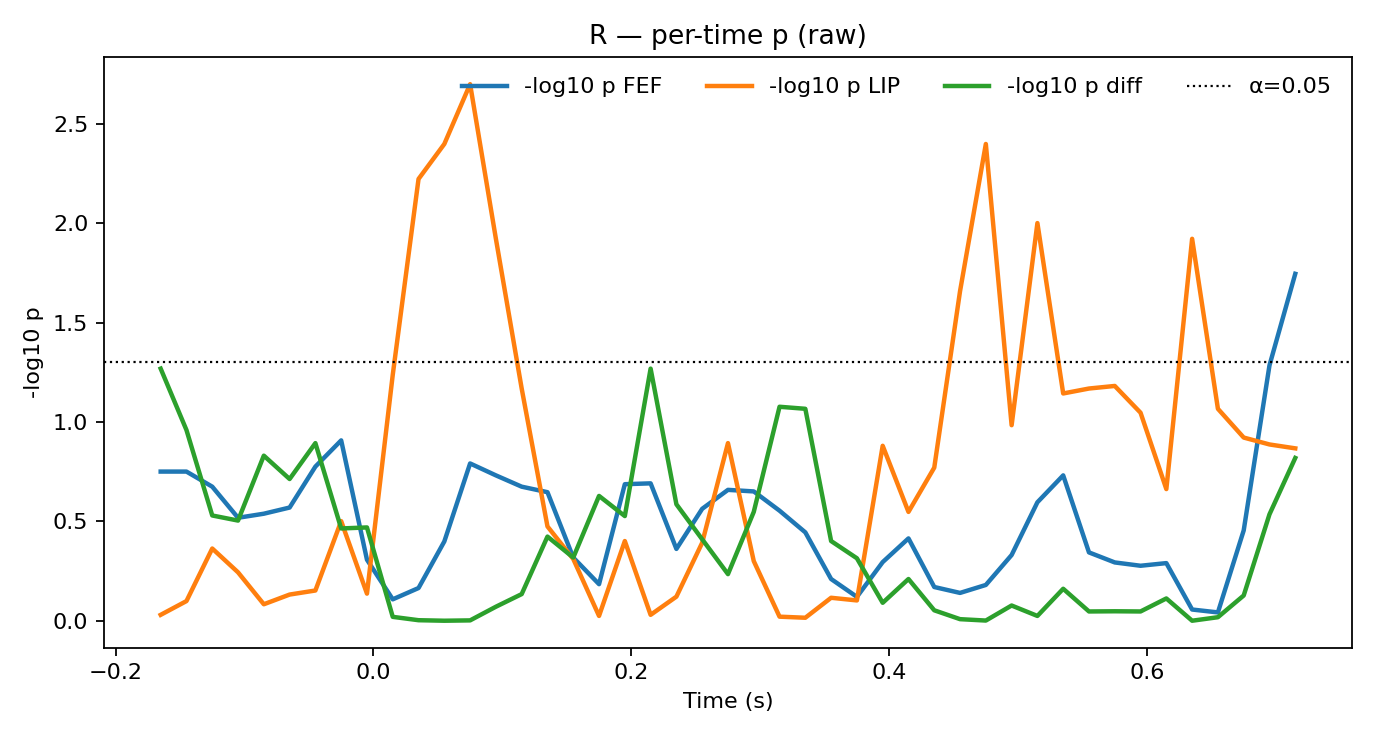 R — per-time p (raw)
-log10 p FEF
-log10 p LIP
-log10 p diff
α=0.05
-log10 p
2.5
2.0
1.5
1.0
0.5
0.0
−0.2
0.0
0.2
0.4
0.6
Time (s)